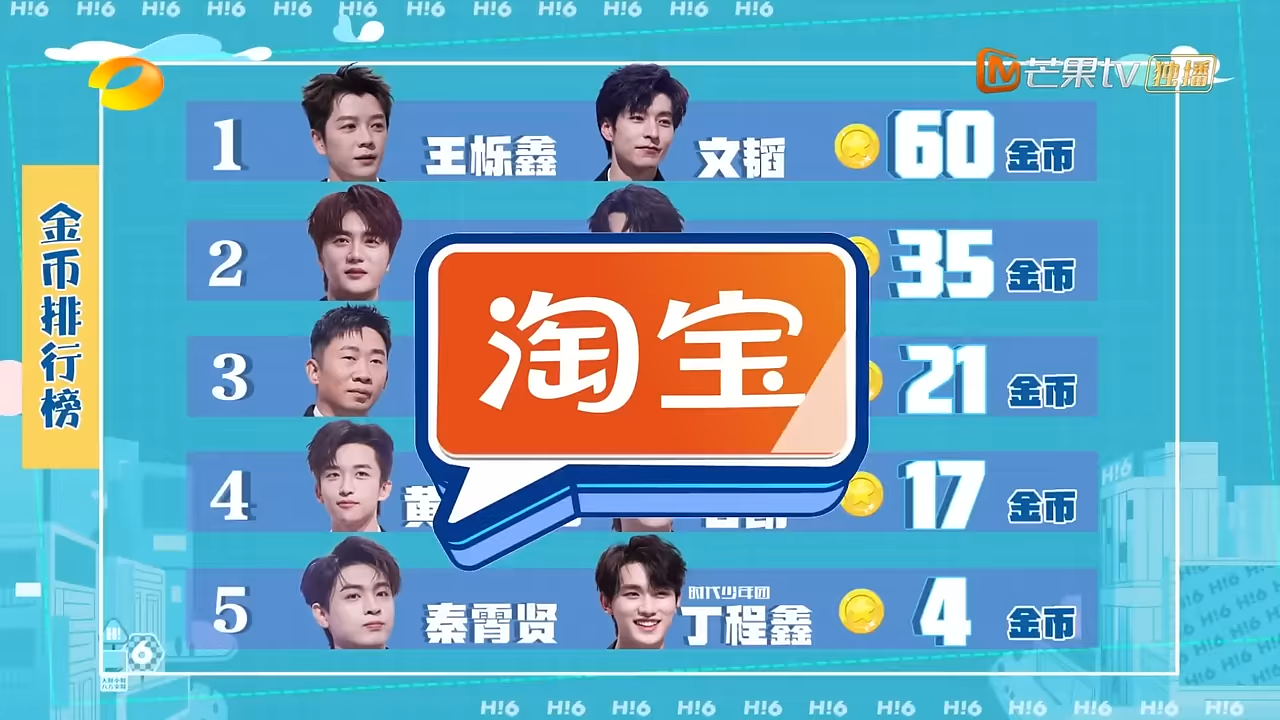 H!6 H!6 H!6 H!6 H!6 H!6 H!6 H!6 H!6 H!6 H!6 H!6
芒果tv 独播
金币排行榜
1 王栎鑫 文韬 60 金币
2 35 金币
3 21 金币
淘宝
4 黄 17 金币
H!6
5 秦霄贤 时代少年团 丁程鑫 4 金币
6
H!6 H!6 H!6 H!6 H!6 H!6 H!6 H!6 H!6 H!6 H!6 H!6